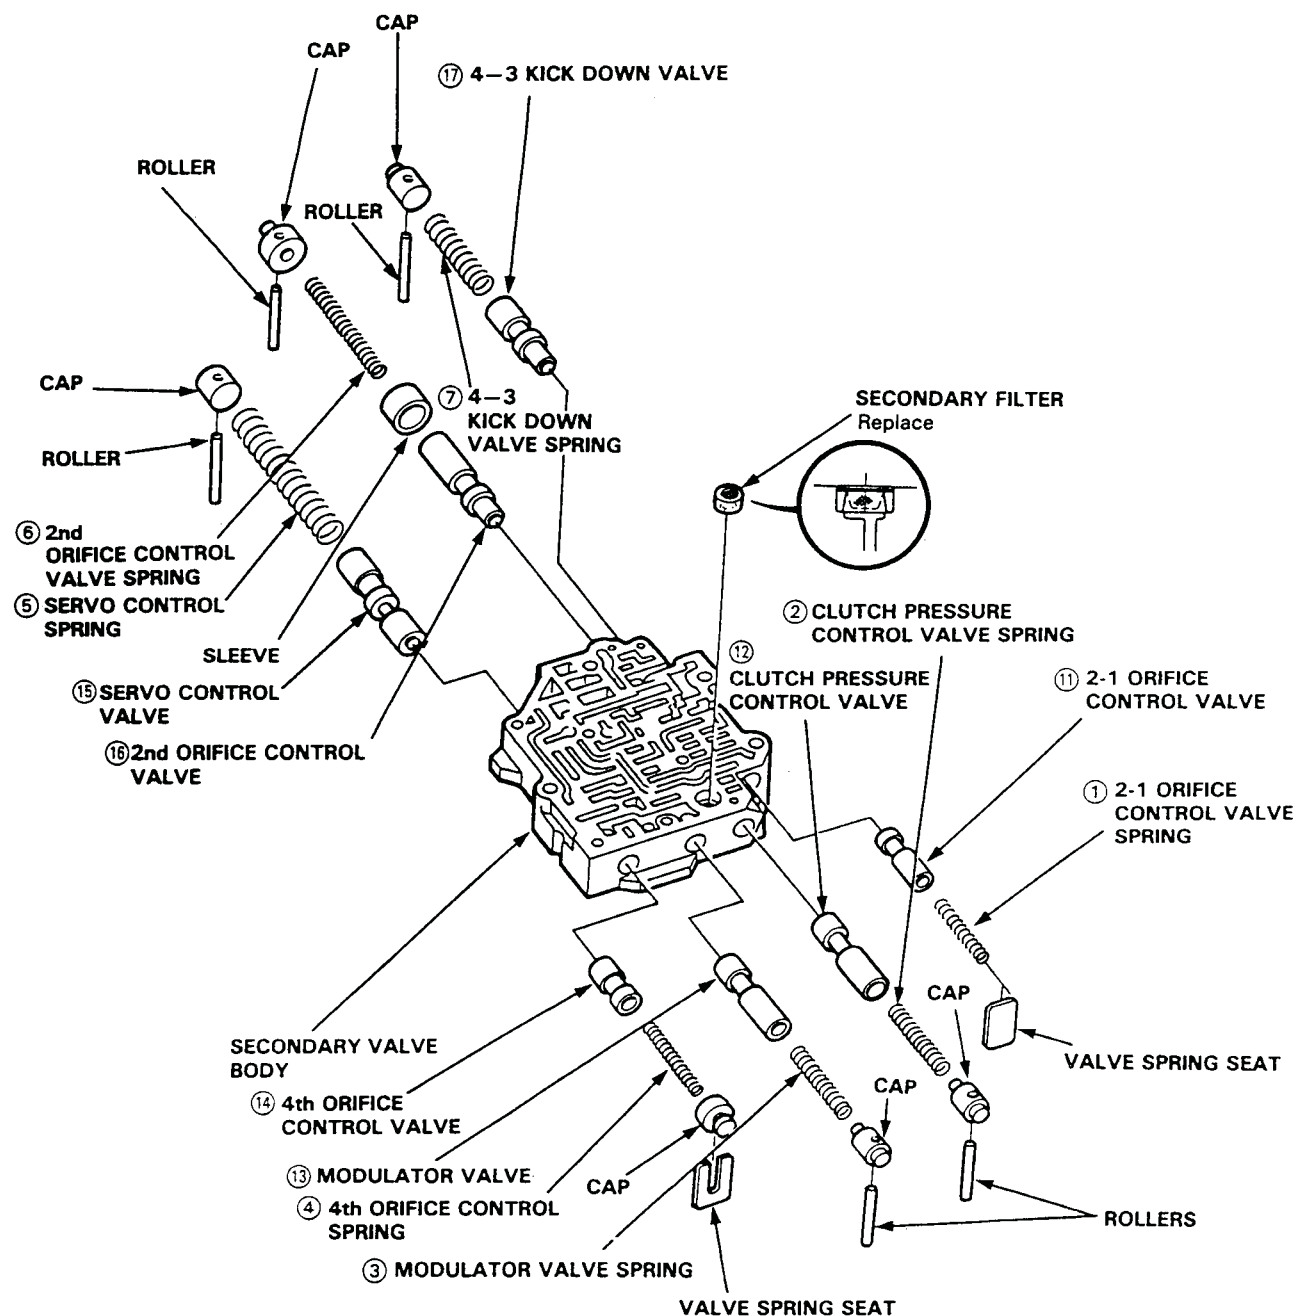 CAP
CAP
⑰ 4–3 KICK DOWN VALVE
ROLLER
ROLLER
CAP
⑦ 4–3
KICK DOWN
VALVE SPRING
SECONDARY FILTER
Replace
ROLLER
⑥ 2nd
ORIFICE CONTROL
VALVE SPRING
⑤ SERVO CONTROL
SPRING
SLEEVE
⑮ SERVO CONTROL
VALVE
⑯ 2nd ORIFICE CONTROL
VALVE
② CLUTCH PRESSURE
CONTROL VALVE SPRING
⑫
CLUTCH PRESSURE
CONTROL VALVE
⑪ 2-1 ORIFICE
CONTROL VALVE
① 2-1 ORIFICE
CONTROL VALVE
SPRING
CAP
VALVE SPRING SEAT
SECONDARY VALVE
BODY
CAP
⑭ 4th ORIFICE
CONTROL VALVE
⑬ MODULATOR VALVE
CAP
④ 4th ORIFICE CONTROL
SPRING
ROLLERS
③ MODULATOR VALVE SPRING
VALVE SPRING SEAT